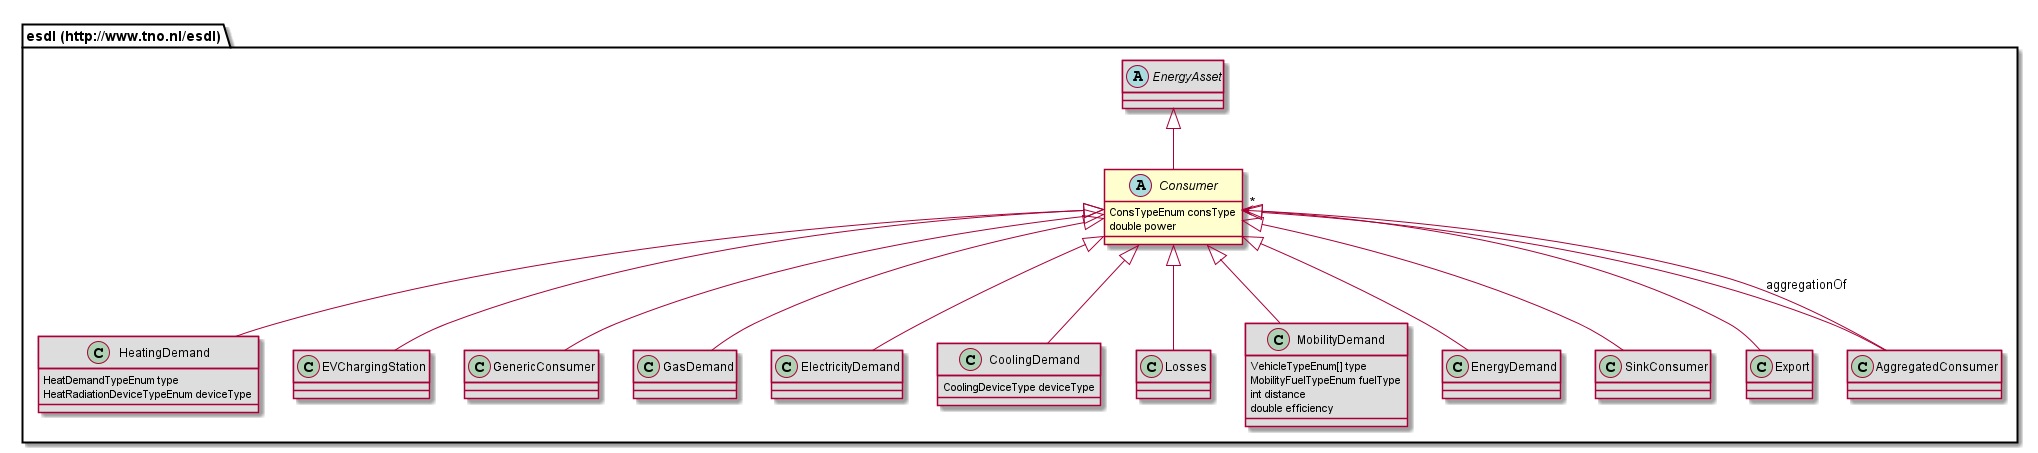 esdl (http://www.tno.nl/esdl)
A EnergyAsset
A Consumer
ConsTypeEnum consType
double power
*
aggregationOf
C HeatingDemand
HeatDemandTypeEnum type
HeatRadiationDeviceTypeEnum deviceType
C EVChargingStation
C GenericConsumer
C GasDemand
C ElectricityDemand
C CoolingDemand
CoolingDeviceType deviceType
C Losses
C MobilityDemand
VehicleTypeEnum[] type
MobilityFuelTypeEnum fuelType
int distance
double efficiency
C EnergyDemand
C SinkConsumer
C Export
C AggregatedConsumer